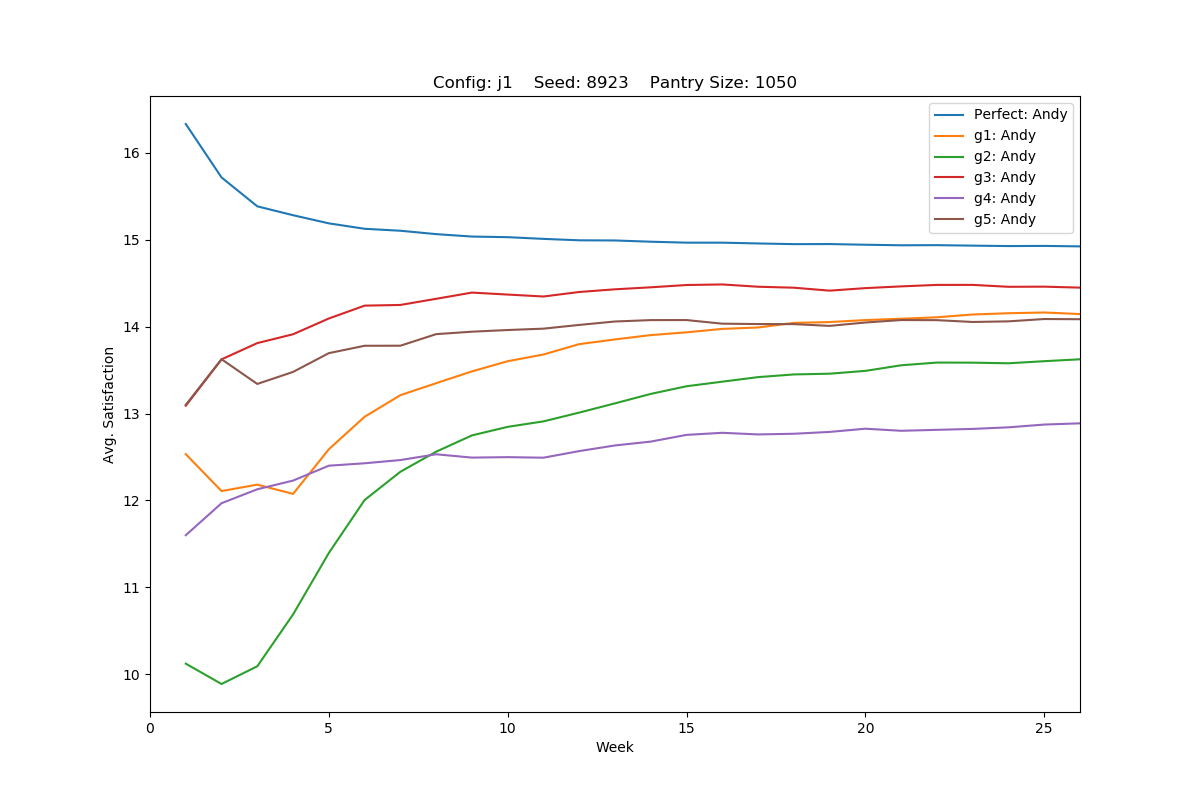 Config: j1    Seed: 8923    Pantry Size: 1050
Perfect: Andy
g1: Andy
g2: Andy
g3: Andy
g4: Andy
g5: Andy
Avg. Satisfaction
16
15
14
13
12
11
10
0 5 10 15 20 25
Week